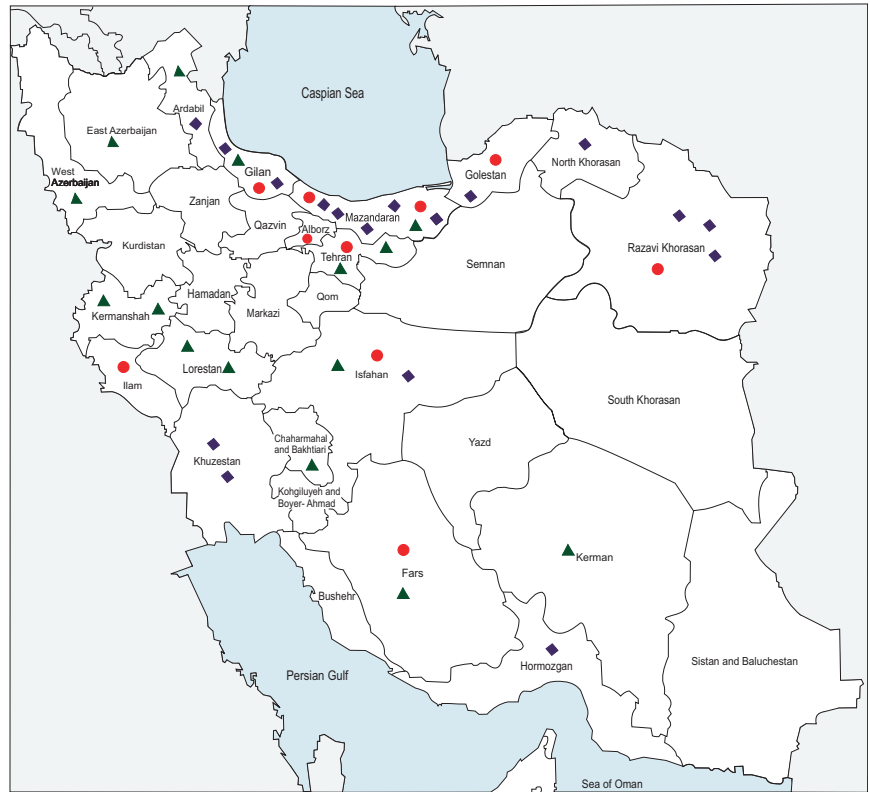 Caspian Sea
Ardabil
East Azerbaijan
West
Azerbaijan
Gilan
Golestan
North Khorasan
Zanjan
Mazandaran
Qazvin
Alborz
Razavi Khorasan
Kurdistan
Tehran
Semnan
Hamadan
Qom
Markazi
Kermanshah
Lorestan
Isfahan
Ilam
South Khorasan
Chaharmahal
and Bakhtiari
Yazd
Khuzestan
Kohgiluyeh and
Boyer- Ahmad
Kerman
Fars
Bushehr
Hormozgan
Sistan and Baluchestan
Persian Gulf
Sea of Oman